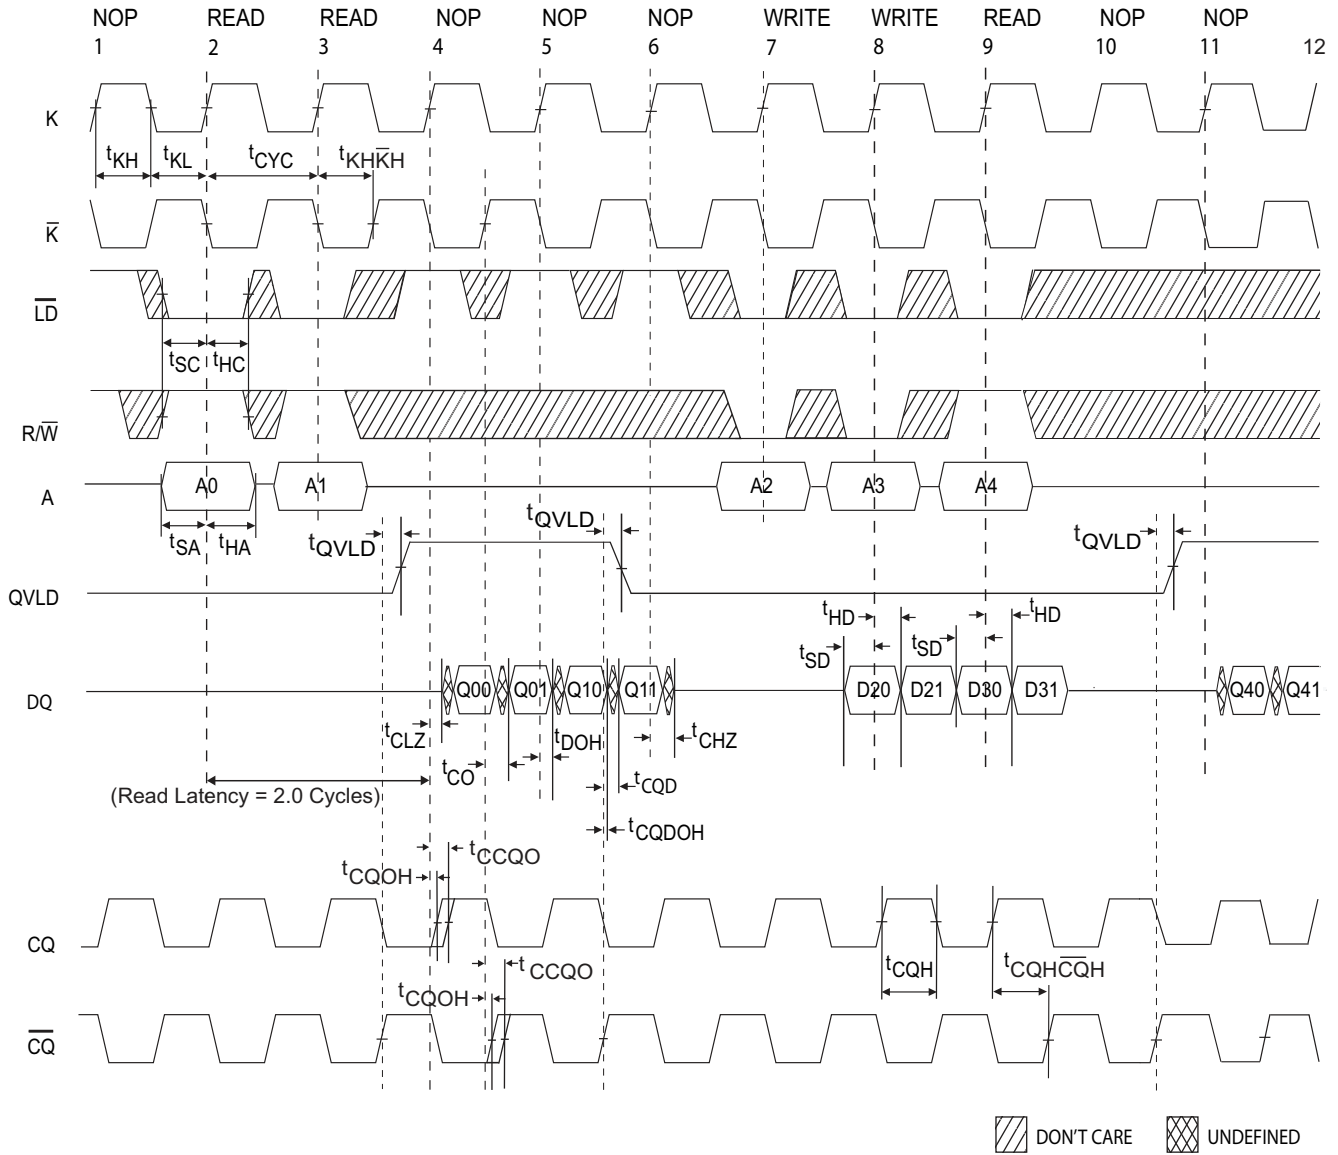 NOP READ READ NOP NOP NOP WRITE WRITE READ NOP NOP
1 2 3 4 5 6 7 8 9 10 11 12
K
tKH tKL tCYC tKHK̅H
K̅
L̅D̅
tSC tHC
R/W̅
A A0 A1 A2 A3 A4
tSA tHA tQVLD tQVLD tQVLD
QVLD
tHD tHD
tSD tSD
DQ Q00 Q01 Q10 Q11 D20 D21 D30 D31 Q40 Q41
tCLZ tDOH tCHZ
tCO tCQD
(Read Latency = 2.0 Cycles)
tCQDOH
tCCQO
tCQOH
CQ
tCCQO tCQH tCQHC̅Q̅H
tCQOH
C̅Q̅
DON'T CARE UNDEFINED